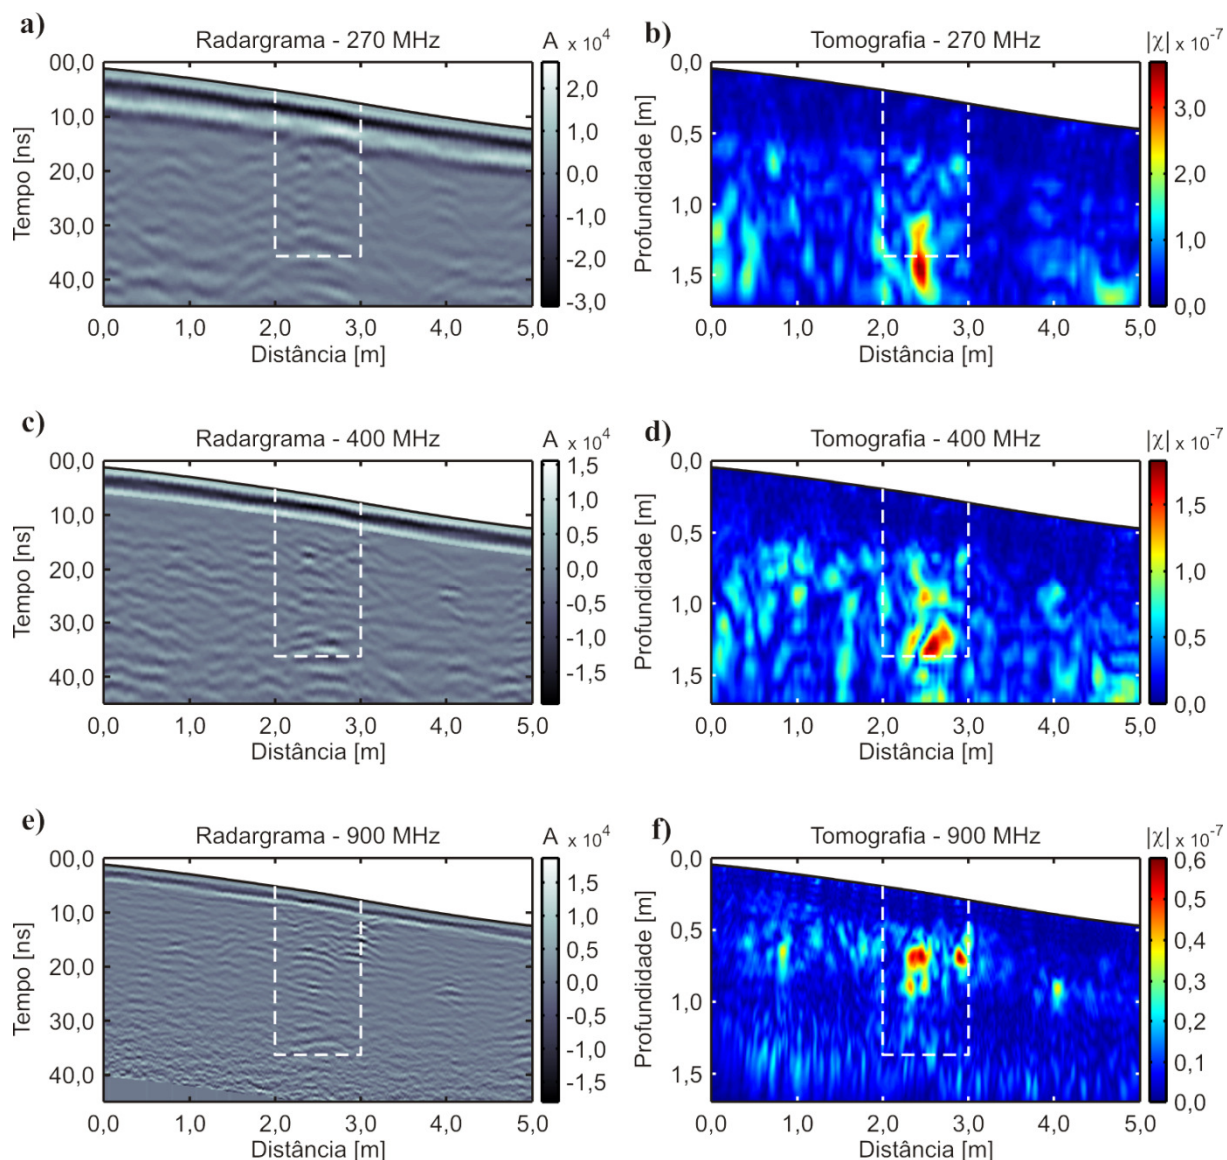 a)
Radargrama - 270 MHz
A x 10⁴
00,0
10,0
20,0
30,0
40,0
Tempo [ns]
2,0
1,0
0,0
-1,0
-2,0
-3,0
0,0 1,0 2,0 3,0 4,0 5,0
Distância [m]
b)
Tomografia - 270 MHz
|χ| x 10⁻⁷
0,0
0,5
1,0
1,5
Profundidade [m]
3,0
2,0
1,0
0,0
0,0 1,0 2,0 3,0 4,0 5,0
Distância [m]
c)
Radargrama - 400 MHz
A x 10⁴
00,0
10,0
20,0
30,0
40,0
Tempo [ns]
1,5
1,0
0,5
0,0
-0,5
-1,0
-1,5
0,0 1,0 2,0 3,0 4,0 5,0
Distância [m]
d)
Tomografia - 400 MHz
|χ| x 10⁻⁷
0,0
0,5
1,0
1,5
Profundidade [m]
1,5
1,0
0,5
0,0
0,0 1,0 2,0 3,0 4,0 5,0
Distância [m]
e)
Radargrama - 900 MHz
A x 10⁴
00,0
10,0
20,0
30,0
40,0
Tempo [ns]
1,5
1,0
0,5
0,0
-0,5
-1,0
-1,5
0,0 1,0 2,0 3,0 4,0 5,0
Distância [m]
f)
Tomografia - 900 MHz
|χ| x 10⁻⁷
0,0
0,5
1,0
1,5
Profundidade [m]
0,6
0,5
0,4
0,3
0,2
0,1
0,0
0,0 1,0 2,0 3,0 4,0 5,0
Distância [m]